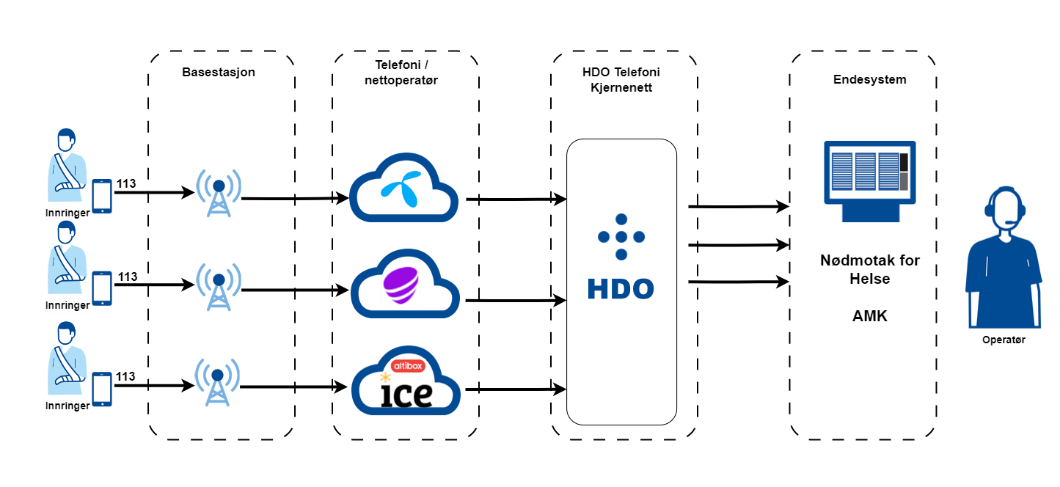 Basestasjon
Telefoni /
nettoperatør
HDO Telefoni
Kjernenett
Endesystem
113
Innringer
113
Innringer
113
Innringer
altibox
ice
HDO
Nødmotak for
Helse
AMK
Operatør